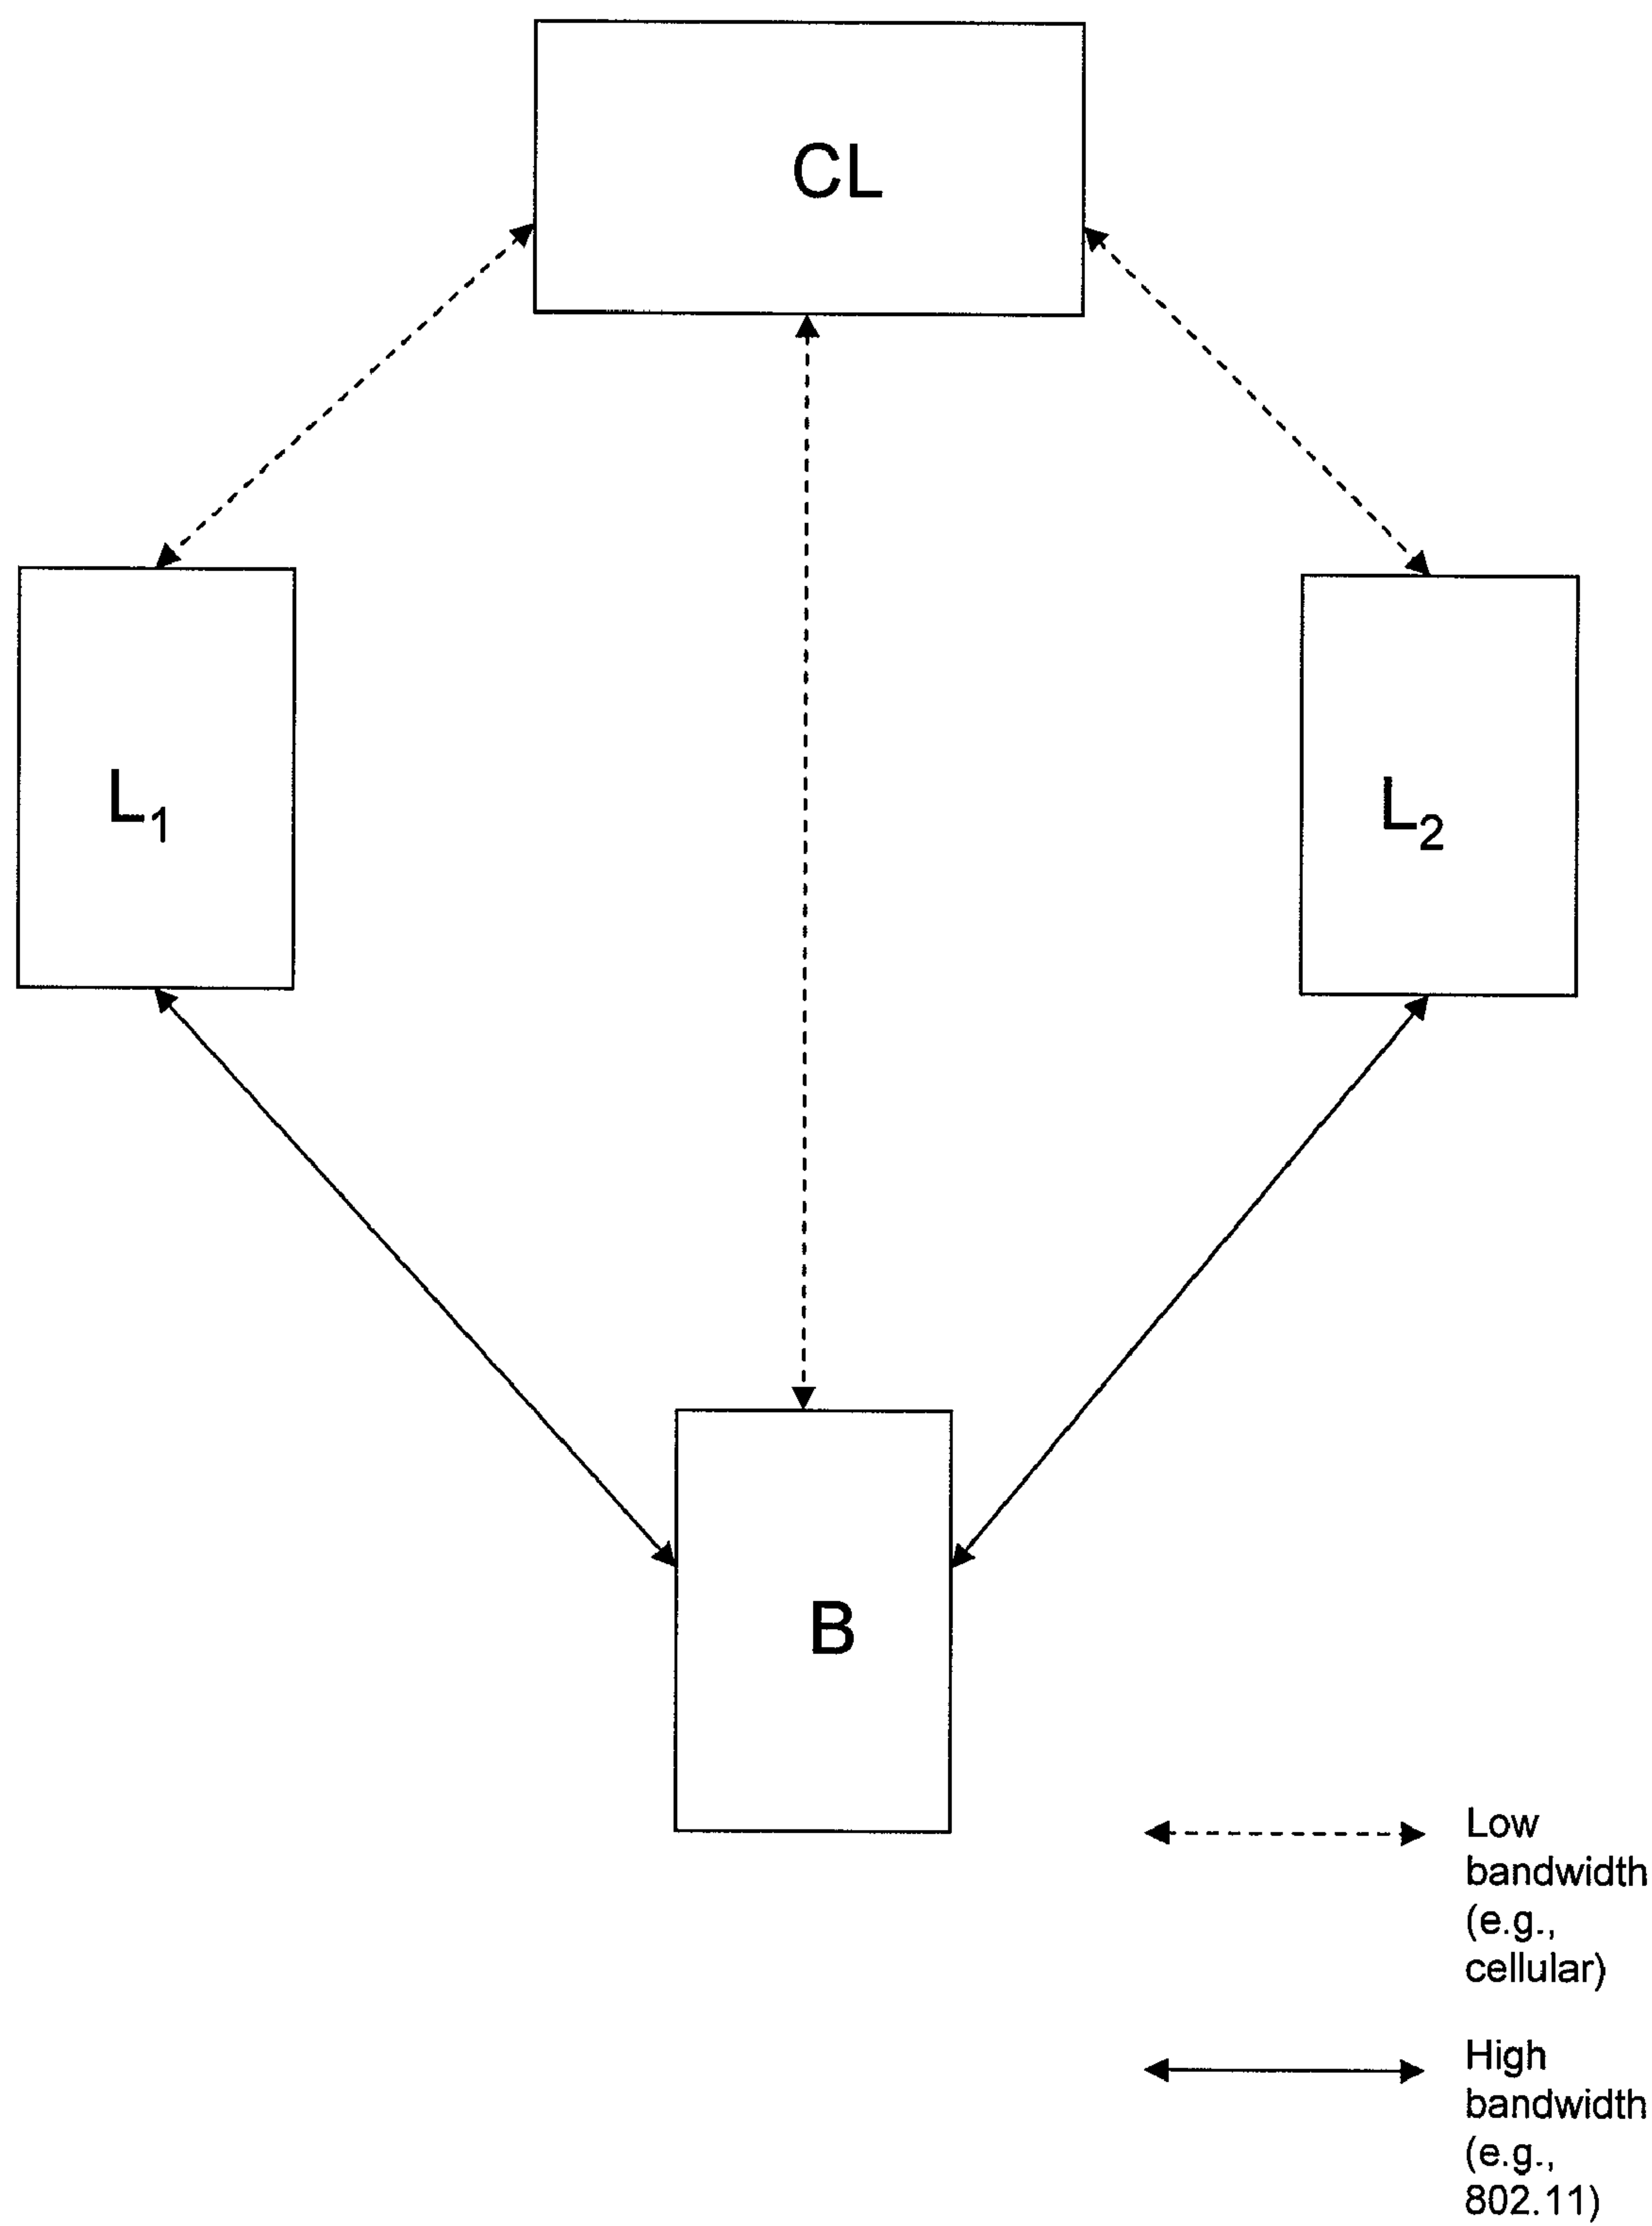 CL
L₁
L₂
B
Low
bandwidth
(e.g.,
cellular)
High
bandwidth
(e.g.,
802.11)